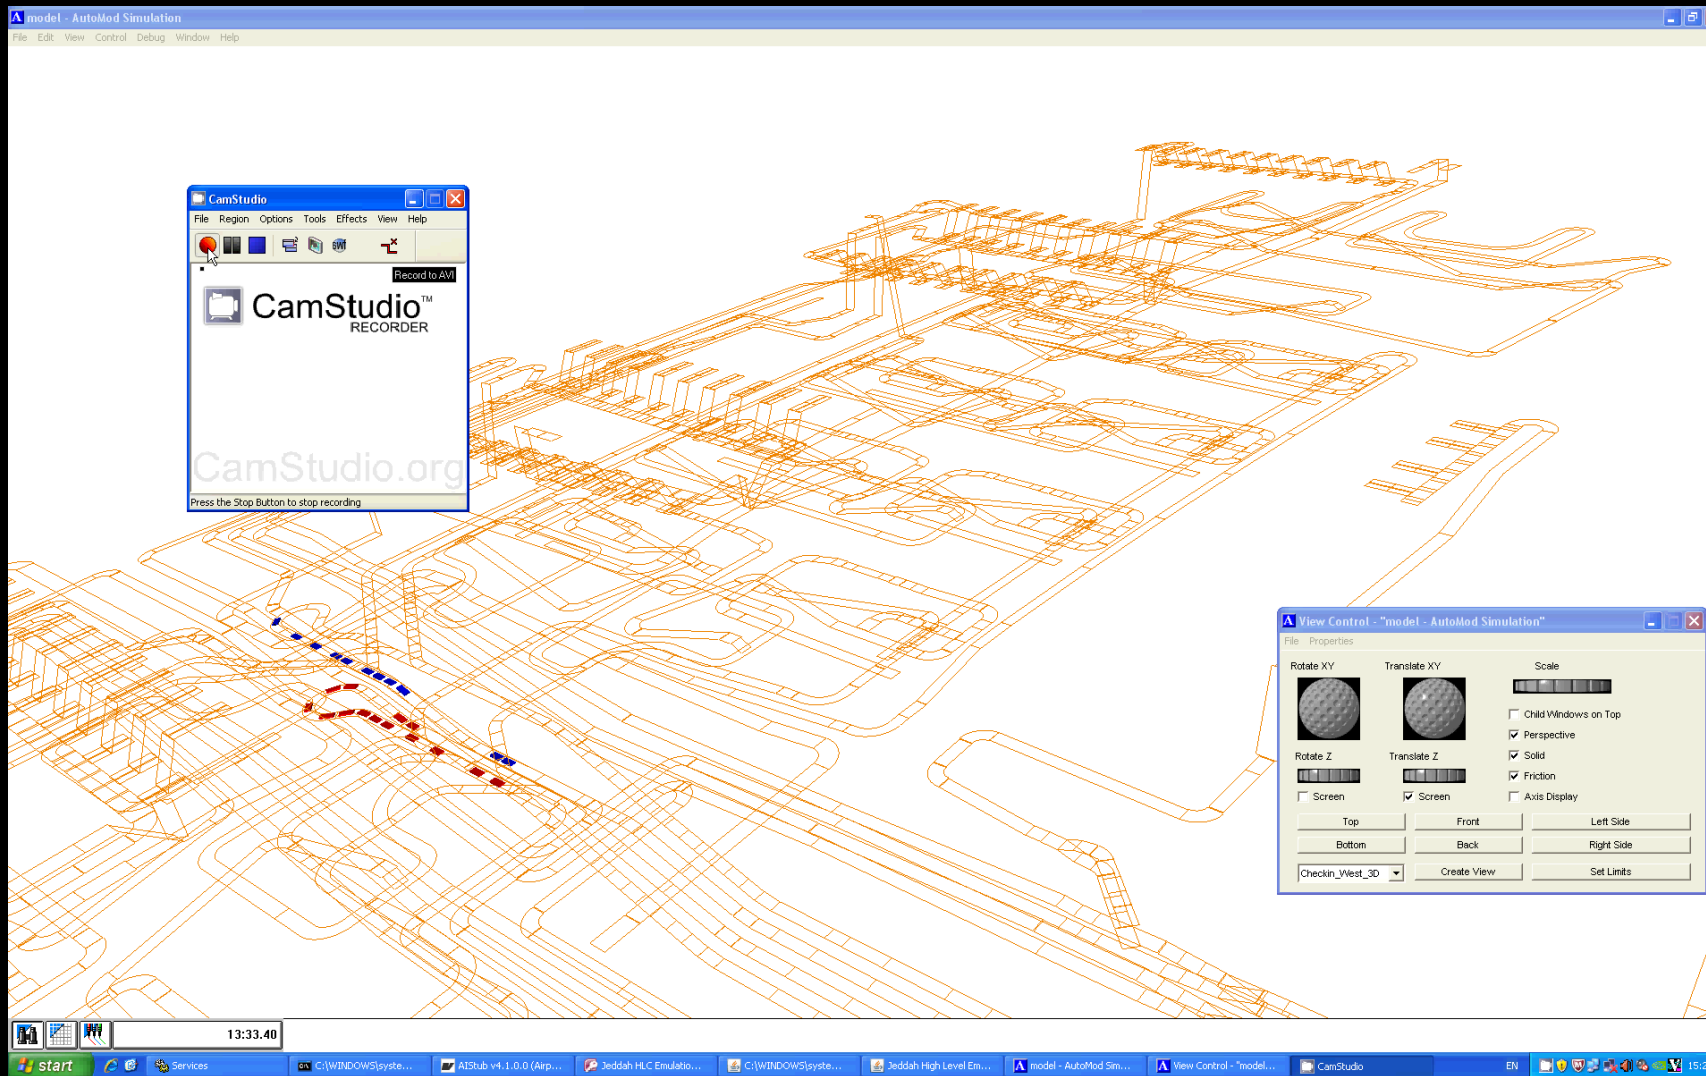 model - AutoMod Simulation
File Edit View Control Debug Window Help
CamStudio
File Region Options Tools Effects View Help
Record to AVI
CamStudio™
RECORDER
CamStudio.org
Press the Stop Button to stop recording
View Control - "model - AutoMod Simulation"
File Properties
Rotate XY Translate XY Scale
Child Windows on Top
Perspective
Rotate Z Translate Z Solid
Friction
Screen Screen Axis Display
Top Front Left Side
Bottom Back Right Side
Checkin_West_3D Create View Set Limits
13:33.40
start Services C:\WINDOWS\syste... AIStub v4.1.0.0 (Airp... Jeddah HLC Emulatio... C:\WINDOWS\syste... Jeddah High Level Em... model - AutoMod Sim... View Control - "model... CamStudio EN